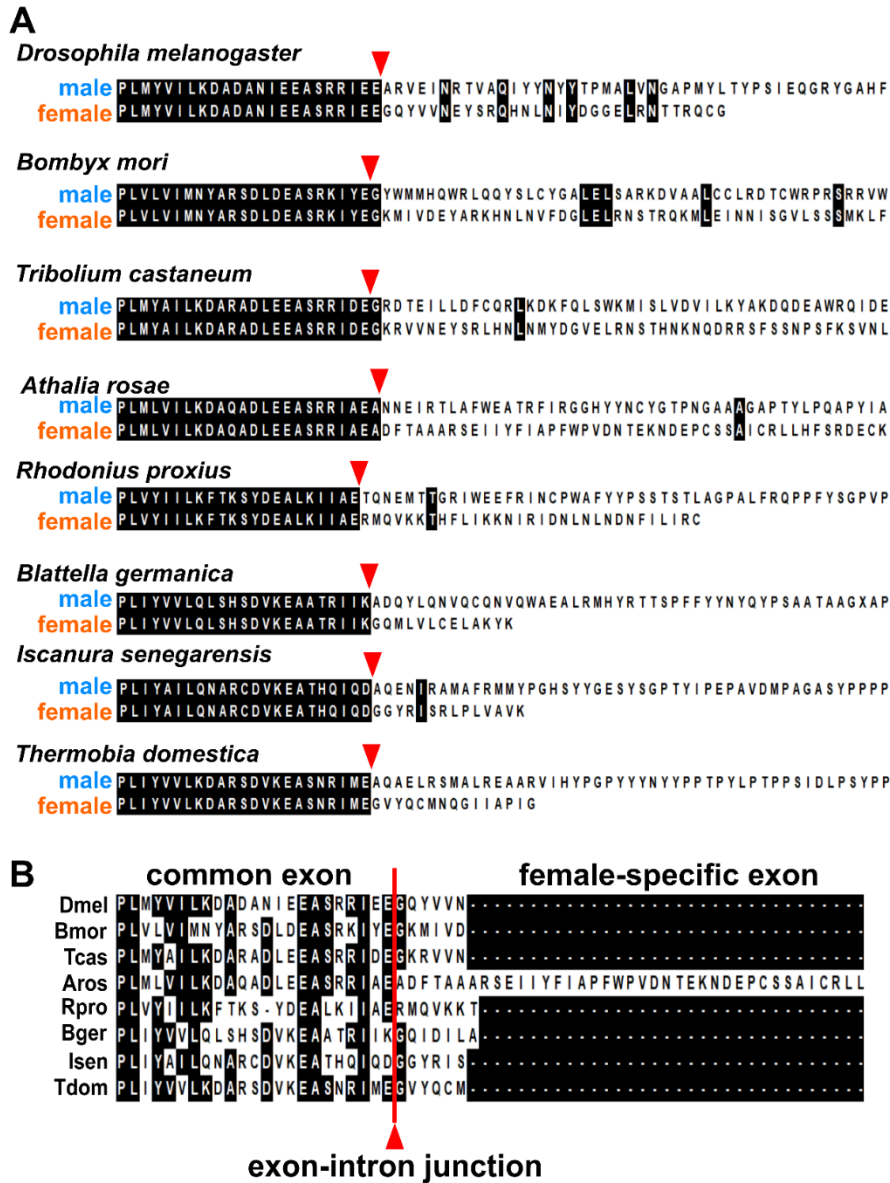 A
Drosophila melanogaster
male PLMYVILKDADANIEEASRRIEEARVEINRTVAQIYYNYYTPMALVNGAPMYLTYPSIEQGRYGAHF
female PLMYVILKDADANIEEASRRIEEGQYVVNEYSRQHNLNIYDGGELRNTTRQCG
Bombyx mori
male PLVLVIMNYARSDLDEASRKIYEGYWMMHQWRLQQYSLCYGALELSARKDVAALCCLRDTCWRPRSRRVW
female PLVLVIMNYARSDLDEASRKIYEGKMIVDEYARKHNLNVFDGLELRNSTRQKMLEINNISGVLSSSMKLF
Tribolium castaneum
male PLMYAILKDARADLEEASRRIDEGRDTEILLDFCQRLKDKFQLSWKMISLVDVILKYAKDQDEAWRQIDE
female PLMYAILKDARADLEEASRRIDEGKRVVNEYSRLHNLNMYDGVELRNSTHNKNQDRRSFSSNPSFKSVNL
Athalia rosae
male PLMLVILKDAQADLEEASRRIAEANNEIRTLAFWEATRFIRGGHYYNCYGTPNGAAAGAPTYLPQAPYIA
female PLMLVILKDAQADLEEASRRIAEADFTAAARSEIIYFIAPFWPVDNTEKNDEPCSSAICRLLHFSRDECK
Rhodonius proxius
male PLVYIILKFTKSYDEALKIIAETQNEMTTGRIWEEFRINCPWAFYYPSSTSTLAGPALFRQPPFYSGPVP
female PLVYIILKFTKSYDEALKIIAERMQVKKTHFLIKKNIRIDNLNLNDNFILIRC
Blattella germanica
male PLIYVVLQLSHSDVKEAATRIIKADQYLQNVQCQNVQWAEALRMHYRTTSPFFYYNYQYPSAATAAGXAP
female PLIYVVLQLSHSDVKEAATRIIKGQMLVLCELAKYK
Iscanura senegarensis
male PLIYAILQNARCDVKEATHQIQDAQENIRAMAFRMMYPGHSYYGESYSGPTYIPEPAVDMPAGASYPPPP
female PLIYAILQNARCDVKEATHQIQDGGYRISRLPLVAVK
Thermobia domestica
male PLIYVVLKDARSDVKEASNRIMEAQAELRSMALREAARVIHYPGPYYYNYYPPTPYLPTPPSIDLPSYPP
female PLIYVVLKDARSDVKEASNRIMEGVYQCMNQGIIAPIG
B
common exon female-specific exon
Dmel PLMYVILKDADANIEEASRRIEEGQYVVN---------------------------------
Bmor PLVLVIMNYARSDLDEASRKIYEGKMIVD---------------------------------
Tcas PLMYAILKDARADLEEASRRIDEGKRVVN---------------------------------
Aros PLMLVILKDAQADLEEASRRIAEADFTAAARSEIIYFIAPFWPVDNTEKNDEPCSSAICRLL
Rpro PLVYIILKFTKS-YDEALKIIAERMQVKKT--------------------------------
Bger PLIYVVLQLSHSDVKEAATRIIKGQIDILA--------------------------------
Isen PLIYAILQNARCDVKEATHQIQDGGYRIS---------------------------------
Tdom PLIYVVLKDARSDVKEASNRIMEGVYQCM---------------------------------
exon-intron junction